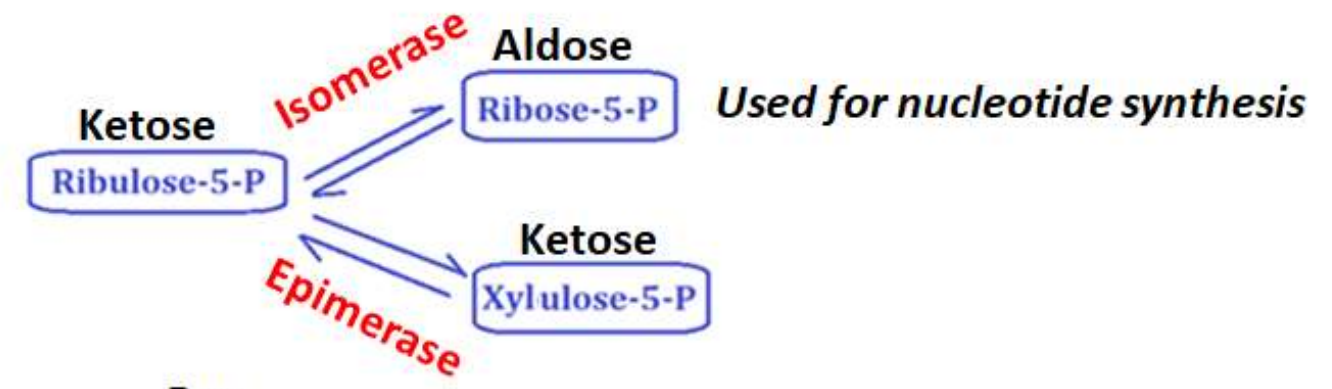 Isomerase
Aldose
Ribose-5-P
Used for nucleotide synthesis
Ketose
Ribulose-5-P
Ketose
Xylulose-5-P
Epimerase